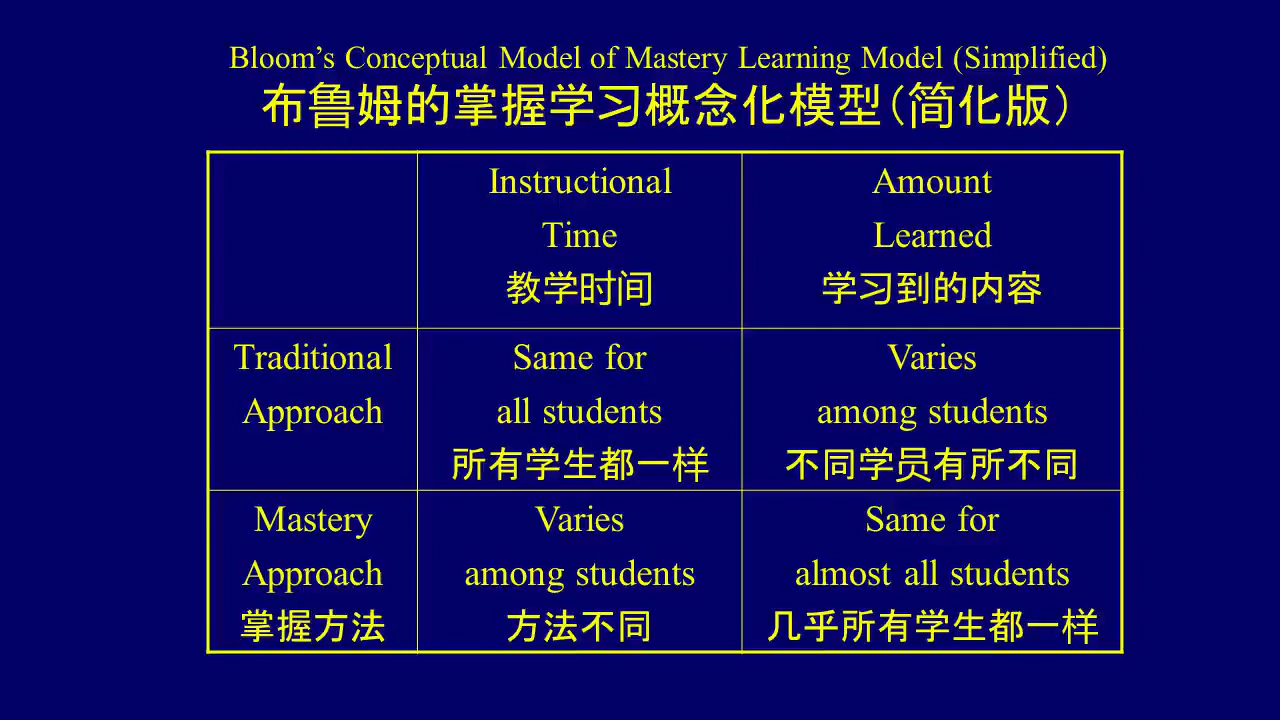 Bloom’s Conceptual Model of Mastery Learning Model (Simplified)
布鲁姆的掌握学习概念化模型(简化版)
Instructional
Time
教学时间
Amount
Learned
学习到的内容
Traditional
Approach
Same for
all students
所有学生都一样
Varies
among students
不同学员有所不同
Mastery
Approach
掌握方法
Varies
among students
方法不同
Same for
almost all students
几乎所有学生都一样